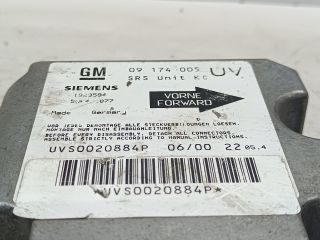 GM 09 174 005 UV
SIEMENS SRS Unit KC
VORNE
FORWARD
Made Germany
VOR JEDER DEMONTAGE ALLE STECKVERBINDUNGEN LOESEN.
MONTAGE NUR NACH EINBAUANLEITUNG.
BEFORE EVERY DISASSEMBLY, DETACH ALL CONNECTORS
ASSEMBLE STRICTLY ACCORDING TO MANUAL-INSTRUCTIONS.
UVS0020884P 06/00 22 05.4
*UVS0020884P*